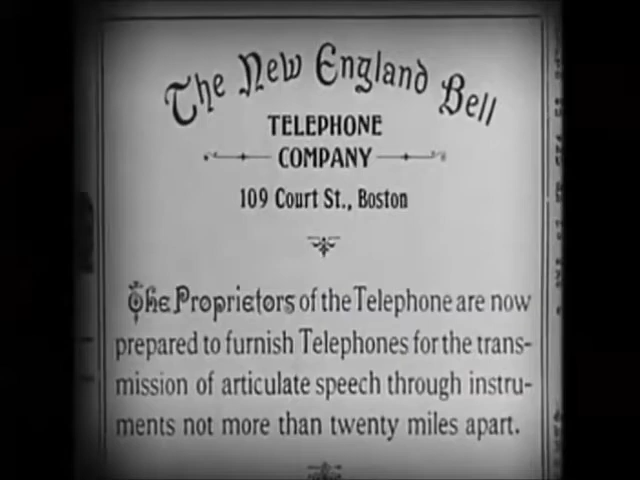 The New England Bell
TELEPHONE
COMPANY
109 Court St., Boston
The Proprietors of the Telephone are now
prepared to furnish Telephones for the trans-
mission of articulate speech through instru-
ments not more than twenty miles apart.